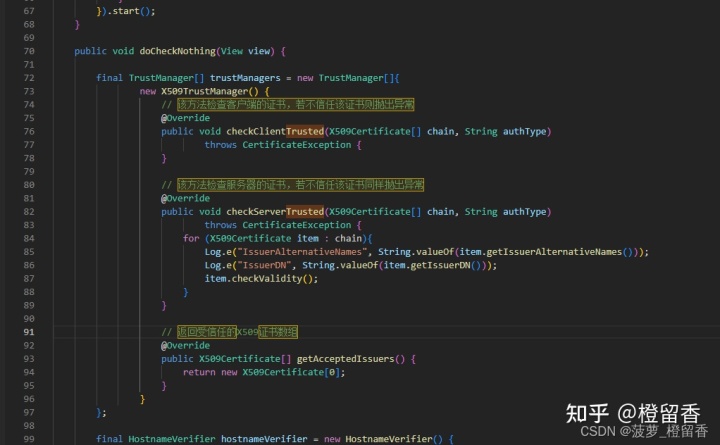 67 }).start();
68 }
69
70 public void doCheckNothing(View view) {
71
72 final TrustManager[] trustManagers = new TrustManager[]{
73 new X509TrustManager() {
74 // 该方法检查客户端的证书，若不信任该证书则抛出异常
75 @Override
76 public void checkClientTrusted(X509Certificate[] chain, String authType)
77 throws CertificateException {
78 }
79
80 // 该方法检查服务器的证书，若不信任该证书同样抛出异常
81 @Override
82 public void checkServerTrusted(X509Certificate[] chain, String authType)
83 throws CertificateException {
84 for (X509Certificate item : chain){
85 Log.e("IssuerAlternativeNames", String.valueOf(item.getIssuerAlternativeNames()));
86 Log.e("IssuerDN", String.valueOf(item.getIssuerDN()));
87 item.checkValidity();
88 }
89 }
90
91 // 返回受信任的X509证书数组
92 @Override
93 public X509Certificate[] getAcceptedIssuers() {
94 return new X509Certificate[0];
95 }
96 }
97 };
98
99 final HostnameVerifier hostnameVerifier = new HostnameVerifier() {
知乎 @橙留香
CSDN @菠萝_橙留香